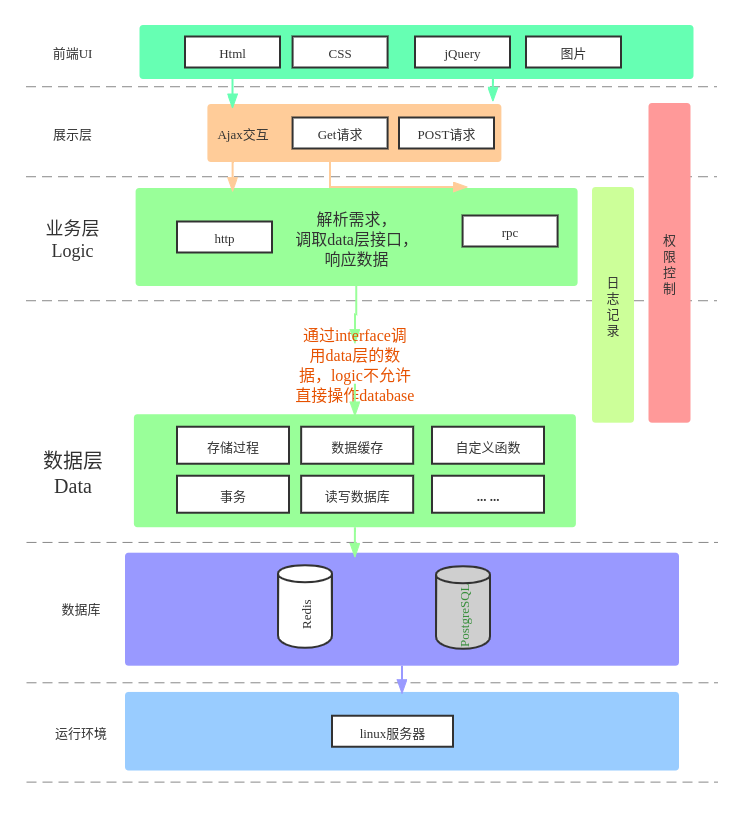 前端UI
Html
CSS
jQuery
图片
展示层
Ajax交互
Get请求
POST请求
业务层
Logic
http
解析需求，
调取data层接口，
响应数据
rpc
日
志
记
录
权
限
控
制
通过interface调
用data层的数
据，logic不允许
直接操作database
数据层
Data
存储过程
数据缓存
自定义函数
事务
读写数据库
... ...
数据库
Redis
PostgreSQL
运行环境
linux服务器